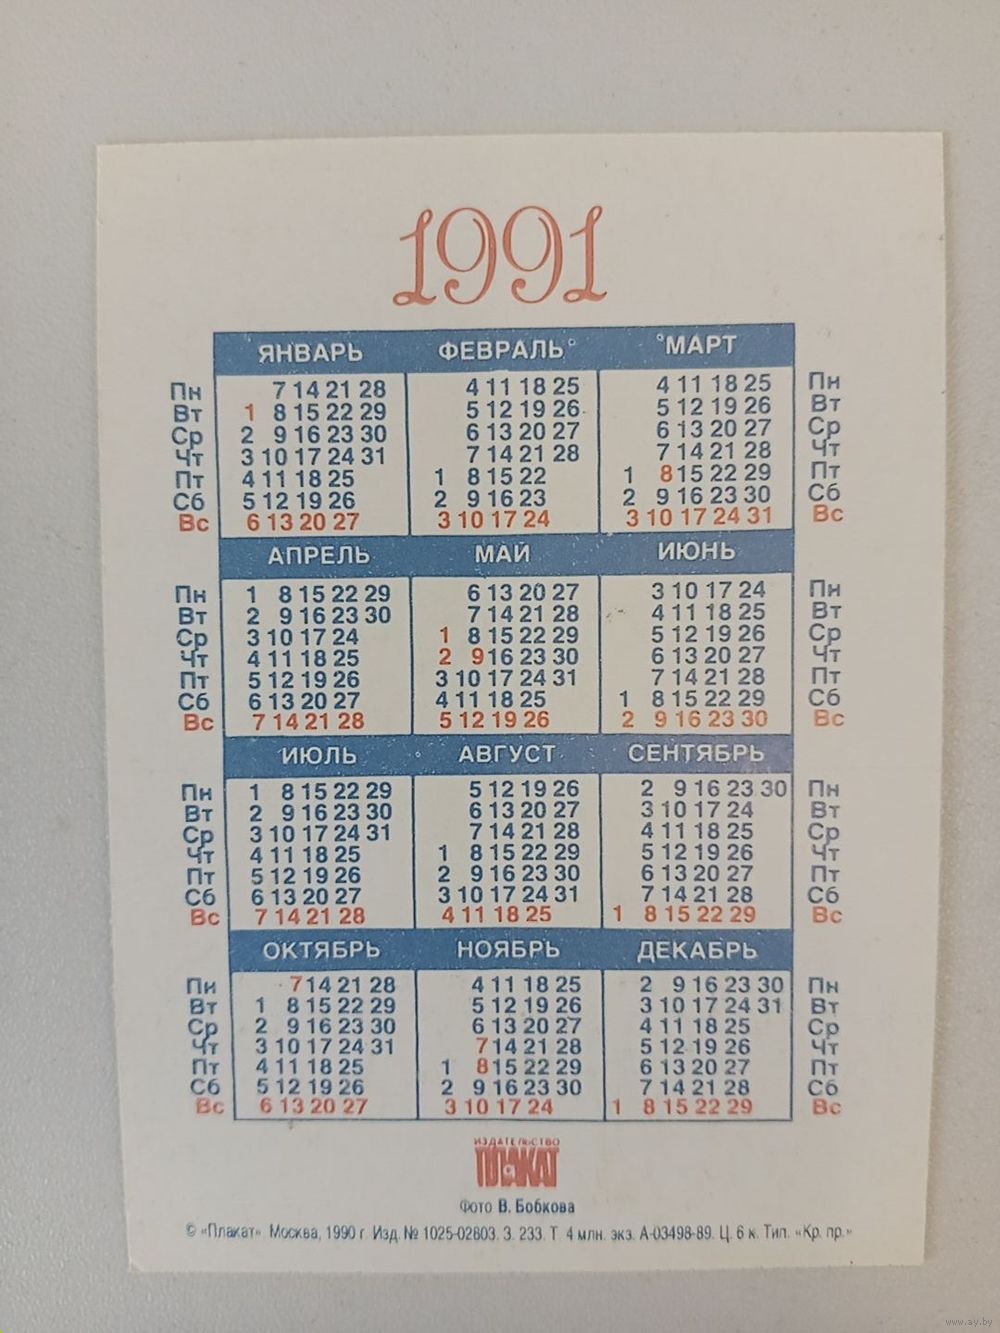 1991
ЯНВАРЬ ФЕВРАЛЬ МАРТ
Пн 7 14 21 28 4 11 18 25 4 11 18 25 Пн
Вт 1 8 15 22 29 5 12 19 26 5 12 19 26 Вт
Ср 2 9 16 23 30 6 13 20 27 6 13 20 27 Ср
Чт 3 10 17 24 31 7 14 21 28 7 14 21 28 Чт
Пт 4 11 18 25 1 8 15 22 1 8 15 22 29 Пт
Сб 5 12 19 26 2 9 16 23 2 9 16 23 30 Сб
Вс 6 13 20 27 3 10 17 24 3 10 17 24 31 Вс
АПРЕЛЬ МАЙ ИЮНЬ
Пн 1 8 15 22 29 6 13 20 27 3 10 17 24 Пн
Вт 2 9 16 23 30 7 14 21 28 4 11 18 25 Вт
Ср 3 10 17 24 1 8 15 22 29 5 12 19 26 Ср
Чт 4 11 18 25 2 9 16 23 30 6 13 20 27 Чт
Пт 5 12 19 26 3 10 17 24 31 7 14 21 28 Пт
Сб 6 13 20 27 4 11 18 25 1 8 15 22 29 Сб
Вс 7 14 21 28 5 12 19 26 2 9 16 23 30 Вс
ИЮЛЬ АВГУСТ СЕНТЯБРЬ
Пн 1 8 15 22 29 5 12 19 26 2 9 16 23 30 Пн
Вт 2 9 16 23 30 6 13 20 27 3 10 17 24 Вт
Ср 3 10 17 24 31 7 14 21 28 4 11 18 25 Ср
Чт 4 11 18 25 1 8 15 22 29 5 12 19 26 Чт
Пт 5 12 19 26 2 9 16 23 30 6 13 20 27 Пт
Сб 6 13 20 27 3 10 17 24 31 7 14 21 28 Сб
Вс 7 14 21 28 4 11 18 25 1 8 15 22 29 Вс
ОКТЯБРЬ НОЯБРЬ ДЕКАБРЬ
Пн 7 14 21 28 4 11 18 25 2 9 16 23 30 Пн
Вт 1 8 15 22 29 5 12 19 26 3 10 17 24 31 Вт
Ср 2 9 16 23 30 6 13 20 27 4 11 18 25 Ср
Чт 3 10 17 24 31 7 14 21 28 5 12 19 26 Чт
Пт 4 11 18 25 1 8 15 22 29 6 13 20 27 Пт
Сб 5 12 19 26 2 9 16 23 30 7 14 21 28 Сб
Вс 6 13 20 27 3 10 17 24 1 8 15 22 29 Вс
ИЗДАТЕЛЬСТВО
ПЛАКАТ
Фото В. Бобкова
© «Плакат» Москва, 1990 г. Изд. № 1025-02803. З. 233. Т. 4 млн. экз. А-03498-89. Ц. 6 к. Тип. «Кр. пр.»
www.ay.by